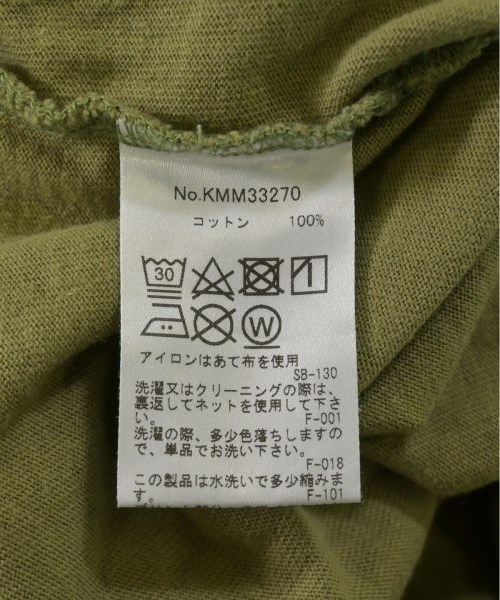 No.KMM33270
コットン 100%
30
W
アイロンはあて布を使用
SB-130
洗濯又はクリーニングの際は、
裏返してネットを使用して下さ
い。 F-001
洗濯の際、多少色落ちしますの
で、単品でお洗い下さい。
F-018
この製品は水洗いで多少縮みま
す。 F-101